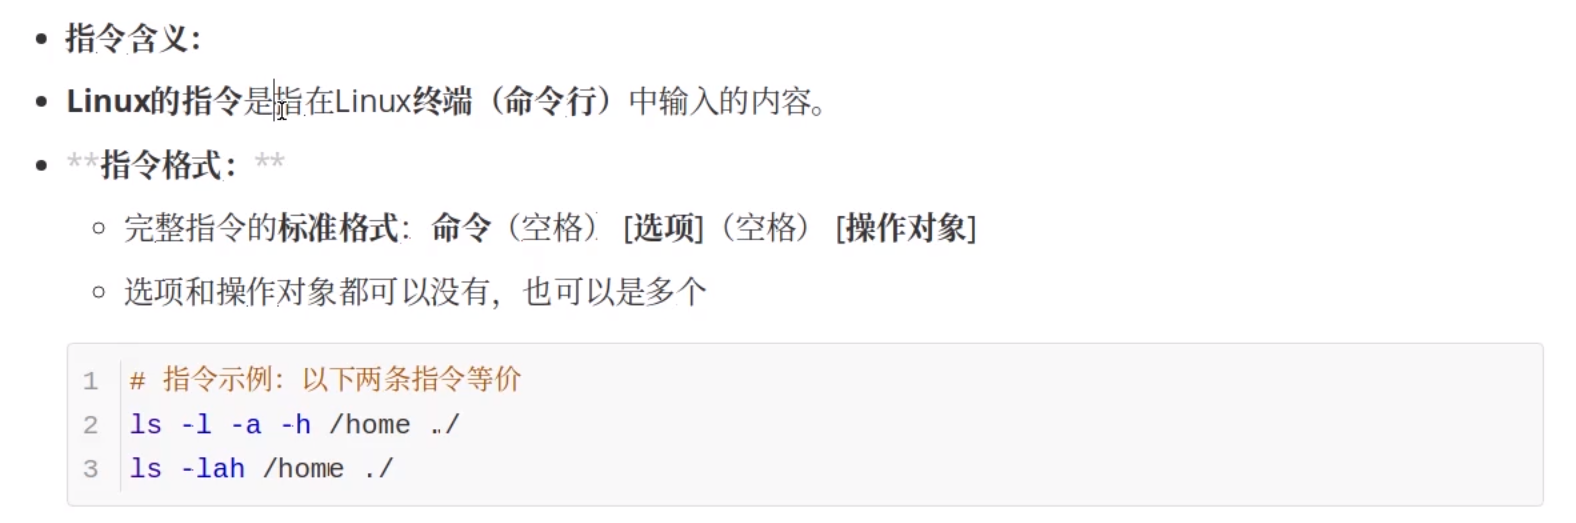 指令含义：
Linux的指令是指在Linux终端（命令行）中输入的内容。
**指令格式：**
完整指令的标准格式：命令（空格） [选项]（空格） [操作对象]
选项和操作对象都可以没有，也可以是多个
1 # 指令示例：以下两条指令等价
2 ls -l -a -h /home ./
3 ls -lah /home ./